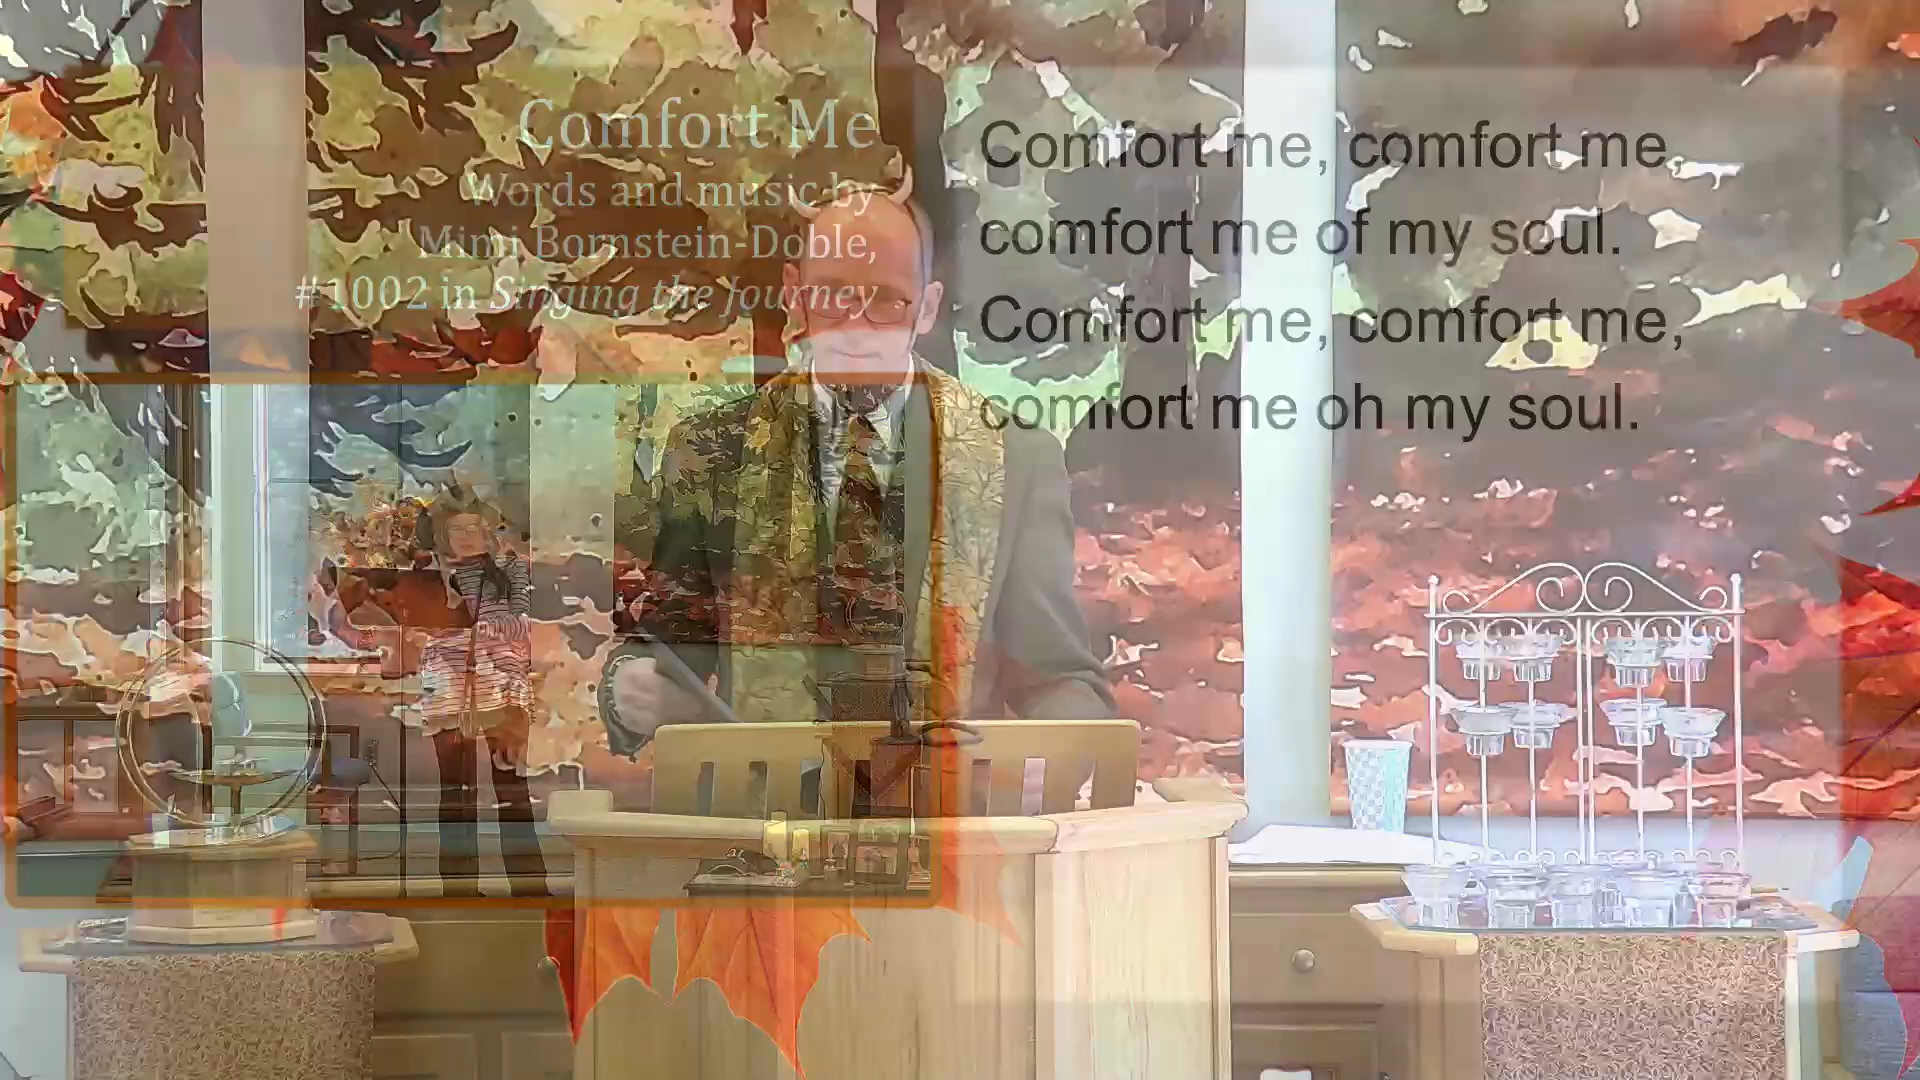 Comfort Me
Words and music by
Mimi Bornstein-Doble,
#1002 in Singing the Journey
Comfort me, comfort me,
comfort me of my soul.
Comfort me, comfort me,
comfort me oh my soul.